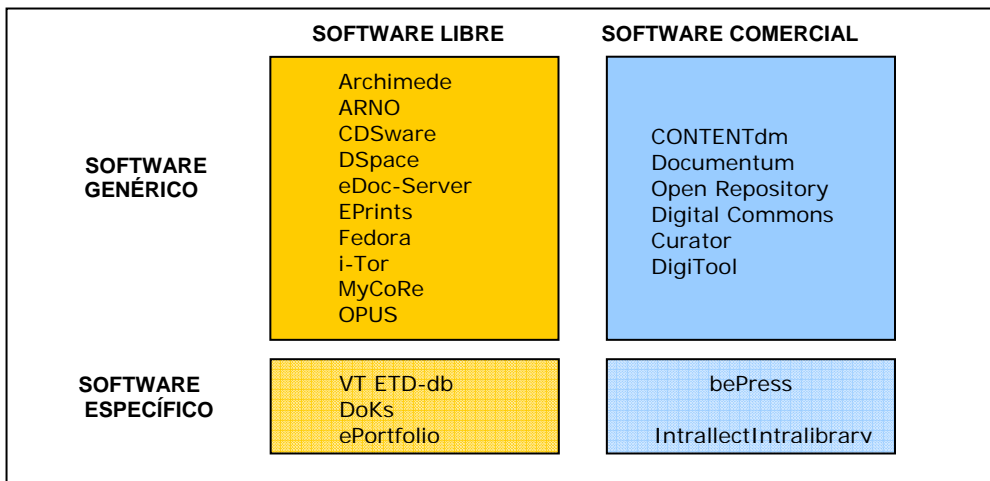 SOFTWARE LIBRE
SOFTWARE COMERCIAL
SOFTWARE
GENÉRICO
Archimede
ARNO
CDSware
DSpace
eDoc-Server
EPrints
Fedora
i-Tor
MyCoRe
OPUS
CONTENTdm
Documentum
Open Repository
Digital Commons
Curator
DigiTool
SOFTWARE
ESPECÍFICO
VT ETD-db
DoKs
ePortfolio
bePress
IntrallectIntralibrary